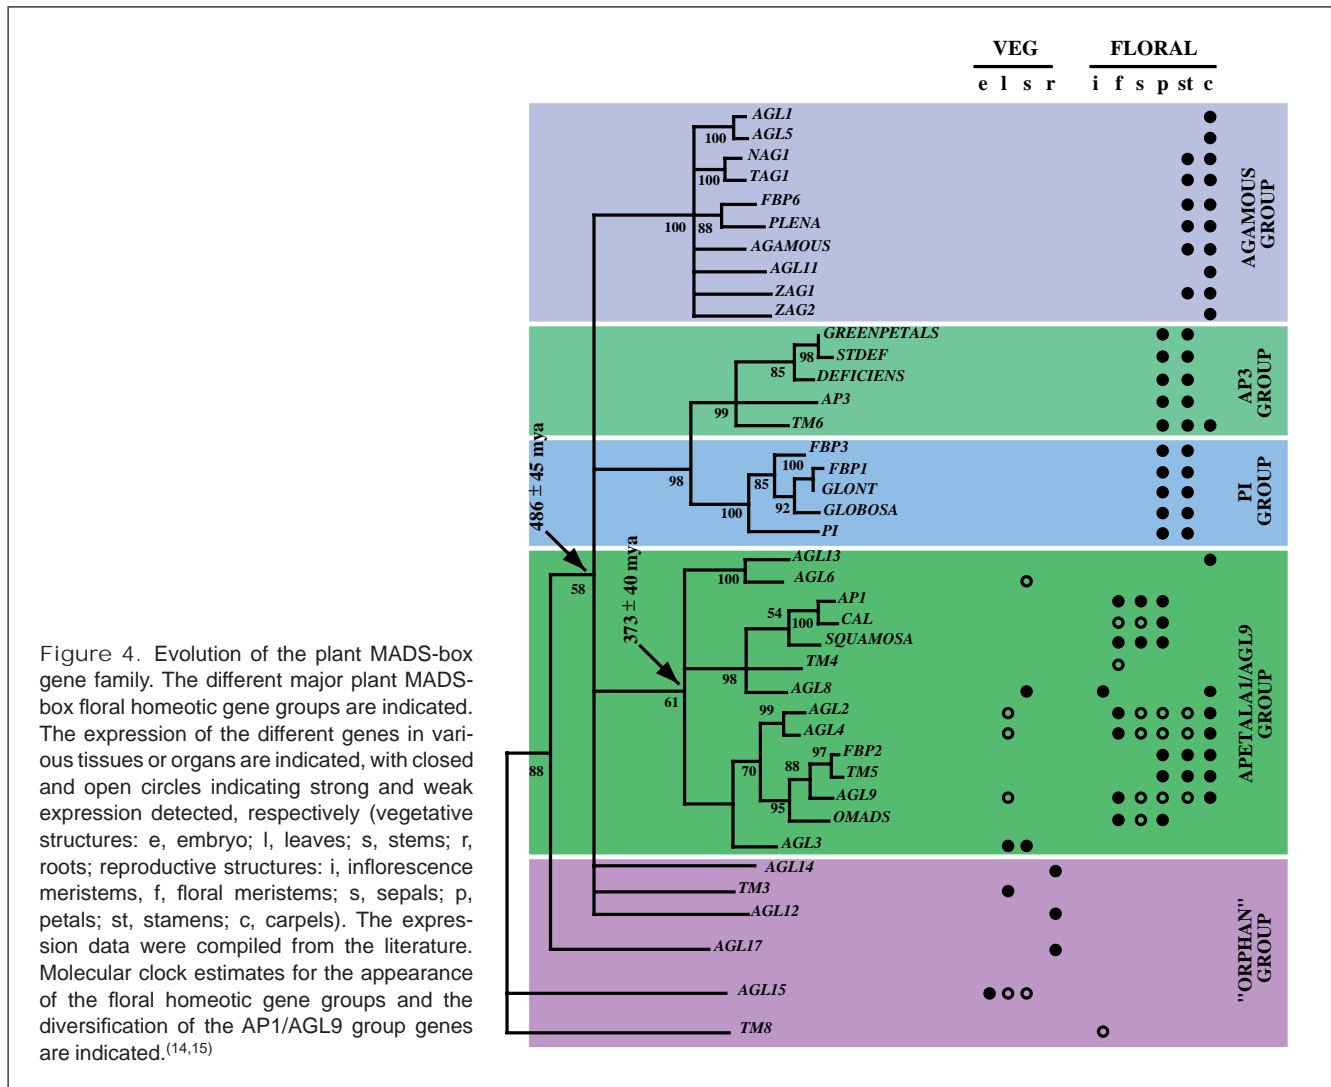 VEG FLORAL
e l s r i f s p st c
AGL1
100 AGL5
NAG1
100 TAG1
FBP6
100 88 PLENA
AGAMOUS
AGL11
ZAG1
ZAG2
AGAMOUS
GROUP
GREENPETALS
98 STDEF
85 DEFICIENS
AP3
99 TM6
AP3
GROUP
FBP3
100 FBP1
98 85 GLONT
100 92 GLOBOSA
PI
PI
GROUP
486 ± 45 mya
58
373 ± 40 mya
61
AGL13
100 AGL6
AP1
54 100 CAL
SQUAMOSA
TM4
98 AGL8
99 AGL2
AGL4
97 FBP2
70 88 TM5
AGL9
95 OMADS
AGL3
APETALA1/AGL9
GROUP
88
AGL14
TM3
AGL12
AGL17
AGL15
TM8
"ORPHAN"
GROUP
Figure 4. Evolution of the plant MADS-box
gene family. The different major plant MADS-
box floral homeotic gene groups are indicated.
The expression of the different genes in vari-
ous tissues or organs are indicated, with closed
and open circles indicating strong and weak
expression detected, respectively (vegetative
structures: e, embryo; l, leaves; s, stems; r,
roots; reproductive structures: i, inflorescence
meristems, f, floral meristems; s, sepals; p,
petals; st, stamens; c, carpels). The expres-
sion data were compiled from the literature.
Molecular clock estimates for the appearance
of the floral homeotic gene groups and the
diversification of the AP1/AGL9 group genes
are indicated.(14,15)